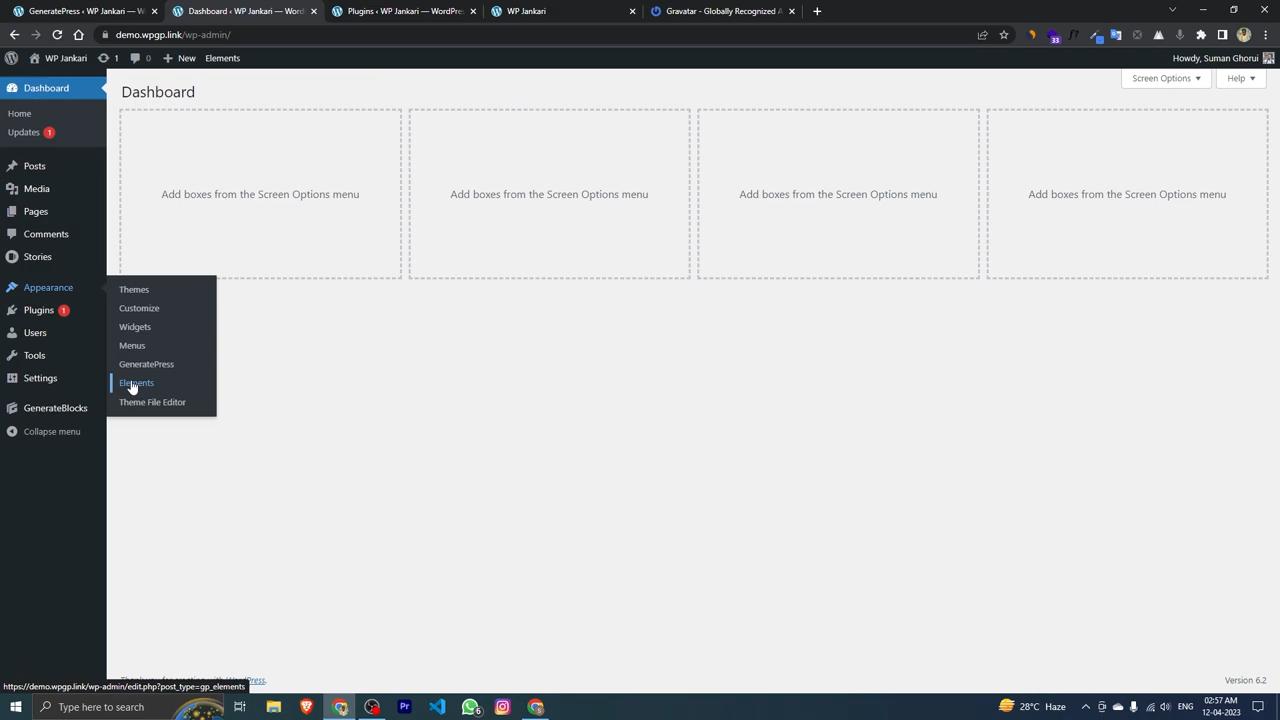 GeneratePress ‹ WP Jankari — W
Dashboard ‹ WP Jankari — Word
Plugins ‹ WP Jankari — WordPre
WP Jankari
Gravatar - Globally Recognized A
demo.wpgp.link/wp-admin/
33
WP Jankari
1
0
New
Elements
Howdy, Suman Ghorui
Dashboard
Screen Options
Help
Dashboard
Home
Updates 1
Posts
Media
Pages
Comments
Stories
Appearance
Plugins 1
Users
Tools
Settings
GenerateBlocks
Collapse menu
Themes
Customize
Widgets
Menus
GeneratePress
Elements
Theme File Editor
Add boxes from the Screen Options menu
Add boxes from the Screen Options menu
Add boxes from the Screen Options menu
Add boxes from the Screen Options menu
WordPress.
Version 6.2
https://demo.wpgp.link/wp-admin/edit.php?post_type=gp_elements
Type here to search
28°C Haze
ENG
02:57 AM
12-04-2023